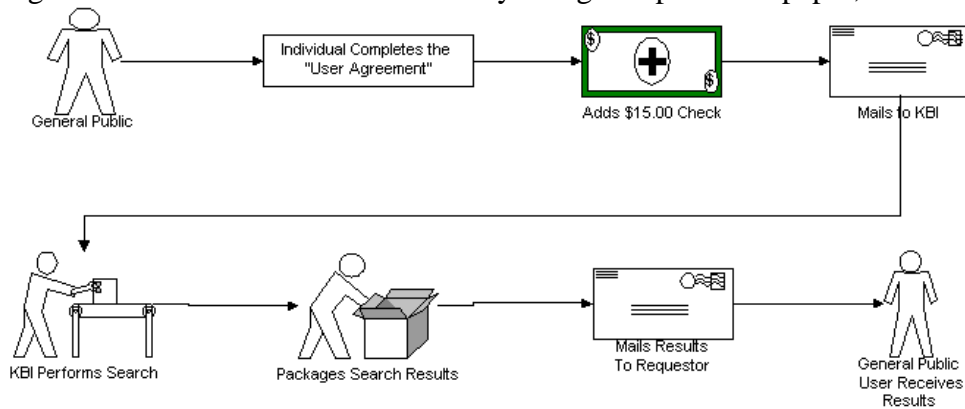 General Public
Individual Completes the
"User Agreement"
$
$
Adds $15.00 Check
Mails to KBI
KBI Performs Search
Packages Search Results
Mails Results
To Requestor
General Public
User Receives
Results